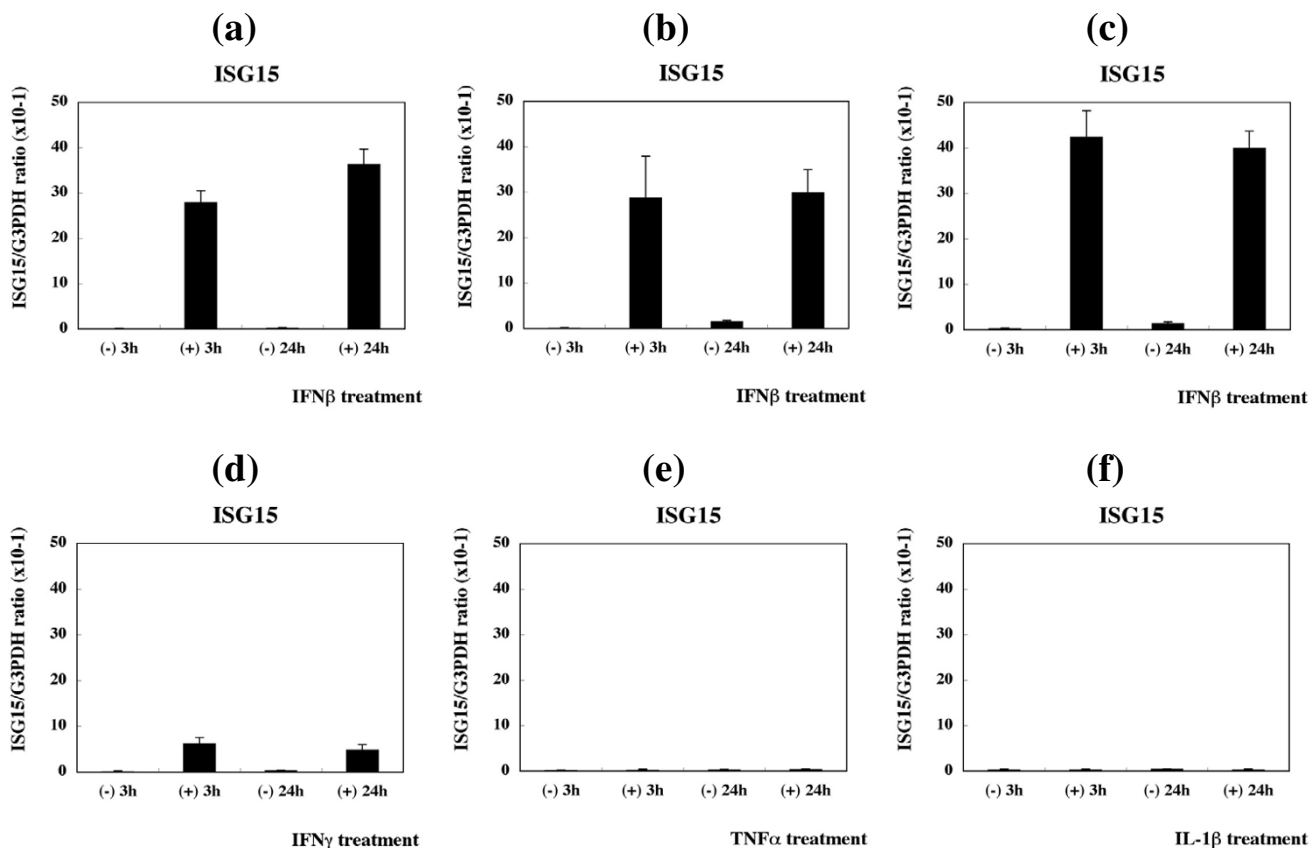 (a)
ISG15
ISG15/G3PDH ratio (x10-1)
50
40
30
20
10
0
(-) 3h (+) 3h (-) 24h (+) 24h
IFNβ treatment
(b)
ISG15
ISG15/G3PDH ratio (x10-1)
50
40
30
20
10
0
(-) 3h (+) 3h (-) 24h (+) 24h
IFNβ treatment
(c)
ISG15
ISG15/G3PDH ratio (x10-1)
50
40
30
20
10
0
(-) 3h (+) 3h (-) 24h (+) 24h
IFNβ treatment
(d)
ISG15
ISG15/G3PDH ratio (x10-1)
50
40
30
20
10
0
(-) 3h (+) 3h (-) 24h (+) 24h
IFNγ treatment
(e)
ISG15
ISG15/G3PDH ratio (x10-1)
50
40
30
20
10
0
(-) 3h (+) 3h (-) 24h (+) 24h
TNFα treatment
(f)
ISG15
ISG15/G3PDH ratio (x10-1)
50
40
30
20
10
0
(-) 3h (+) 3h (-) 24h (+) 24h
IL-1β treatment